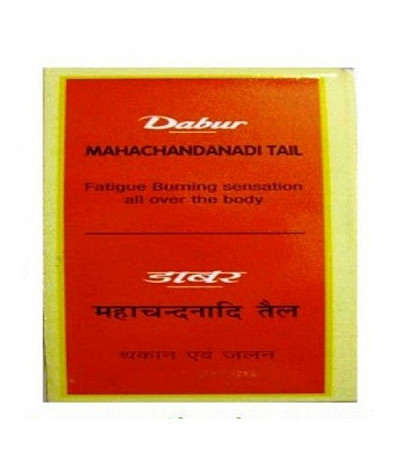 Dabur
MAHACHANDANADI TAIL
Fatigue Burning sensation
all over the body
डाबर
महाचन्दनादि तैल
थकान एवं जलन